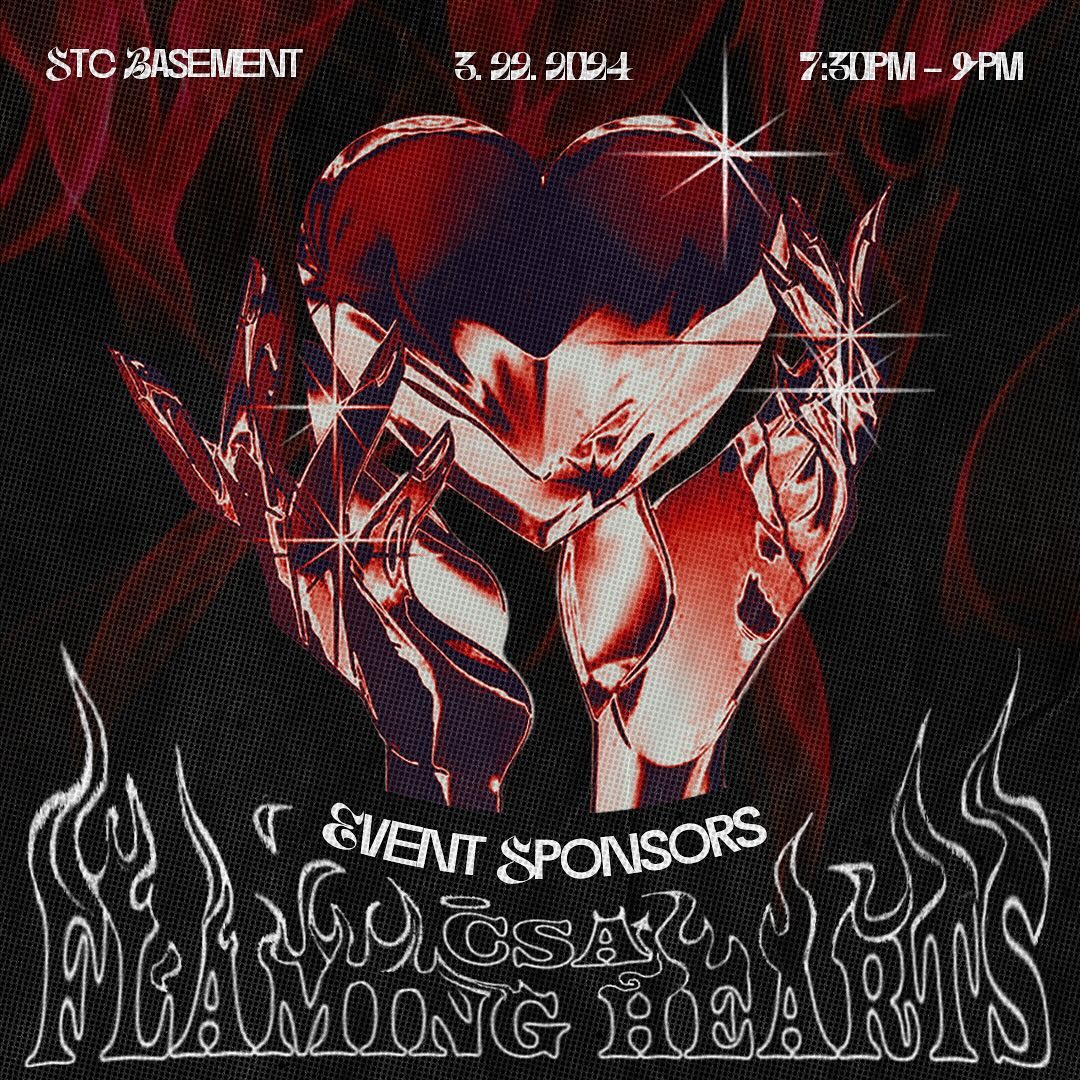 STC BASEMENT
3. 22. 2024
7:30PM – 9PM
EVENT SPONSORS
CSA
FLAMING HEARTS